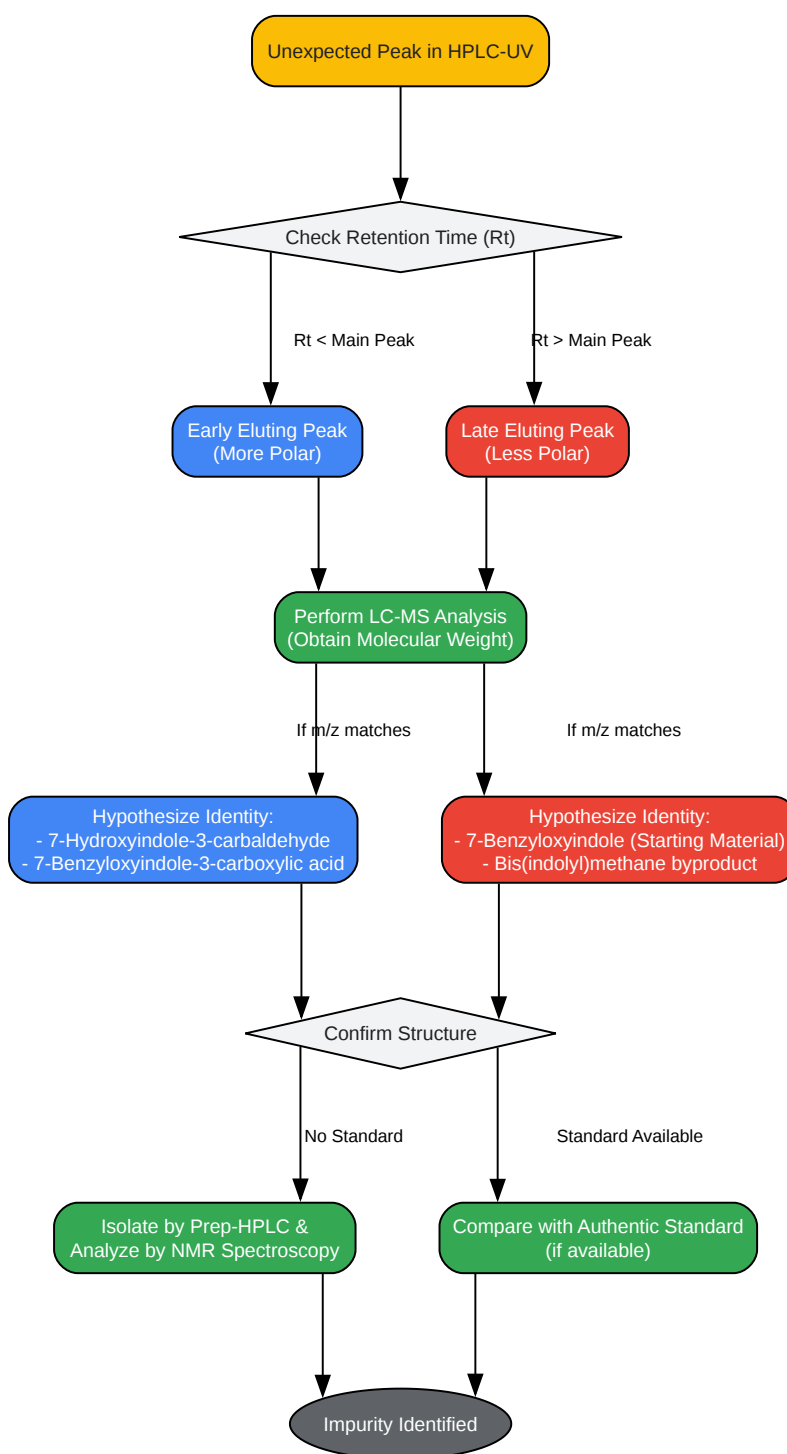 Unexpected Peak in HPLC-UV
Check Retention Time (Rt)
Rt < Main Peak
Rt > Main Peak
Early Eluting Peak
(More Polar)
Late Eluting Peak
(Less Polar)
Perform LC-MS Analysis
(Obtain Molecular Weight)
If m/z matches
If m/z matches
Hypothesize Identity:
- 7-Hydroxyindole-3-carbaldehyde
- 7-Benzyloxyindole-3-carboxylic acid
Hypothesize Identity:
- 7-Benzyloxyindole (Starting Material)
- Bis(indolyl)methane byproduct
Confirm Structure
No Standard
Standard Available
Isolate by Prep-HPLC &
Analyze by NMR Spectroscopy
Compare with Authentic Standard
(if available)
Impurity Identified